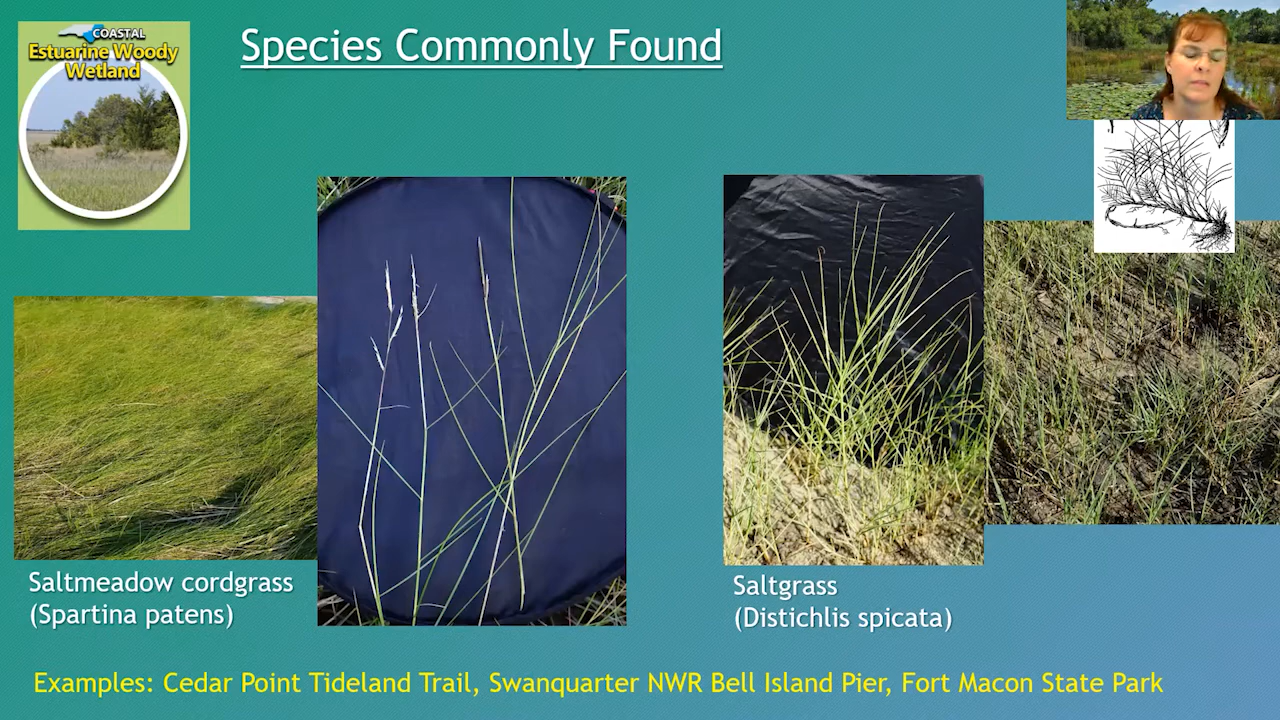 COASTAL
Estuarine Woody
Wetland
Species Commonly Found
Saltmeadow cordgrass
(Spartina patens)
Saltgrass
(Distichlis spicata)
Examples: Cedar Point Tideland Trail, Swanquarter NWR Bell Island Pier, Fort Macon State Park